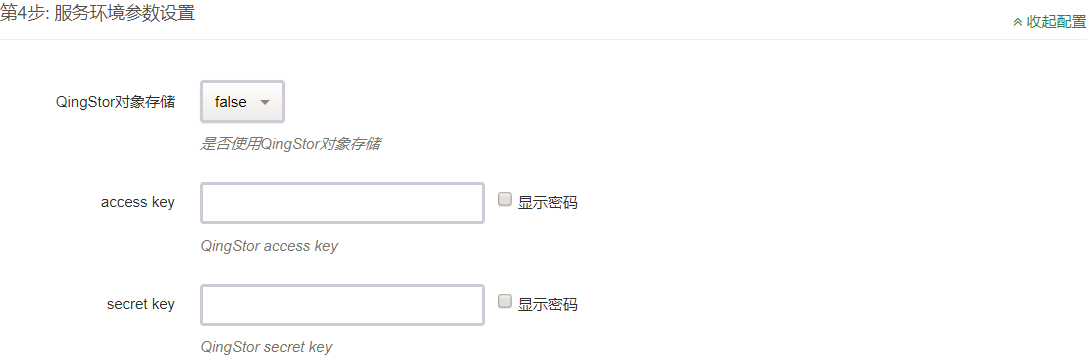 第4步: 服务环境参数设置
收起配置
QingStor对象存储
false
是否使用QingStor对象存储
access key
显示密码
QingStor access key
secret key
显示密码
QingStor secret key